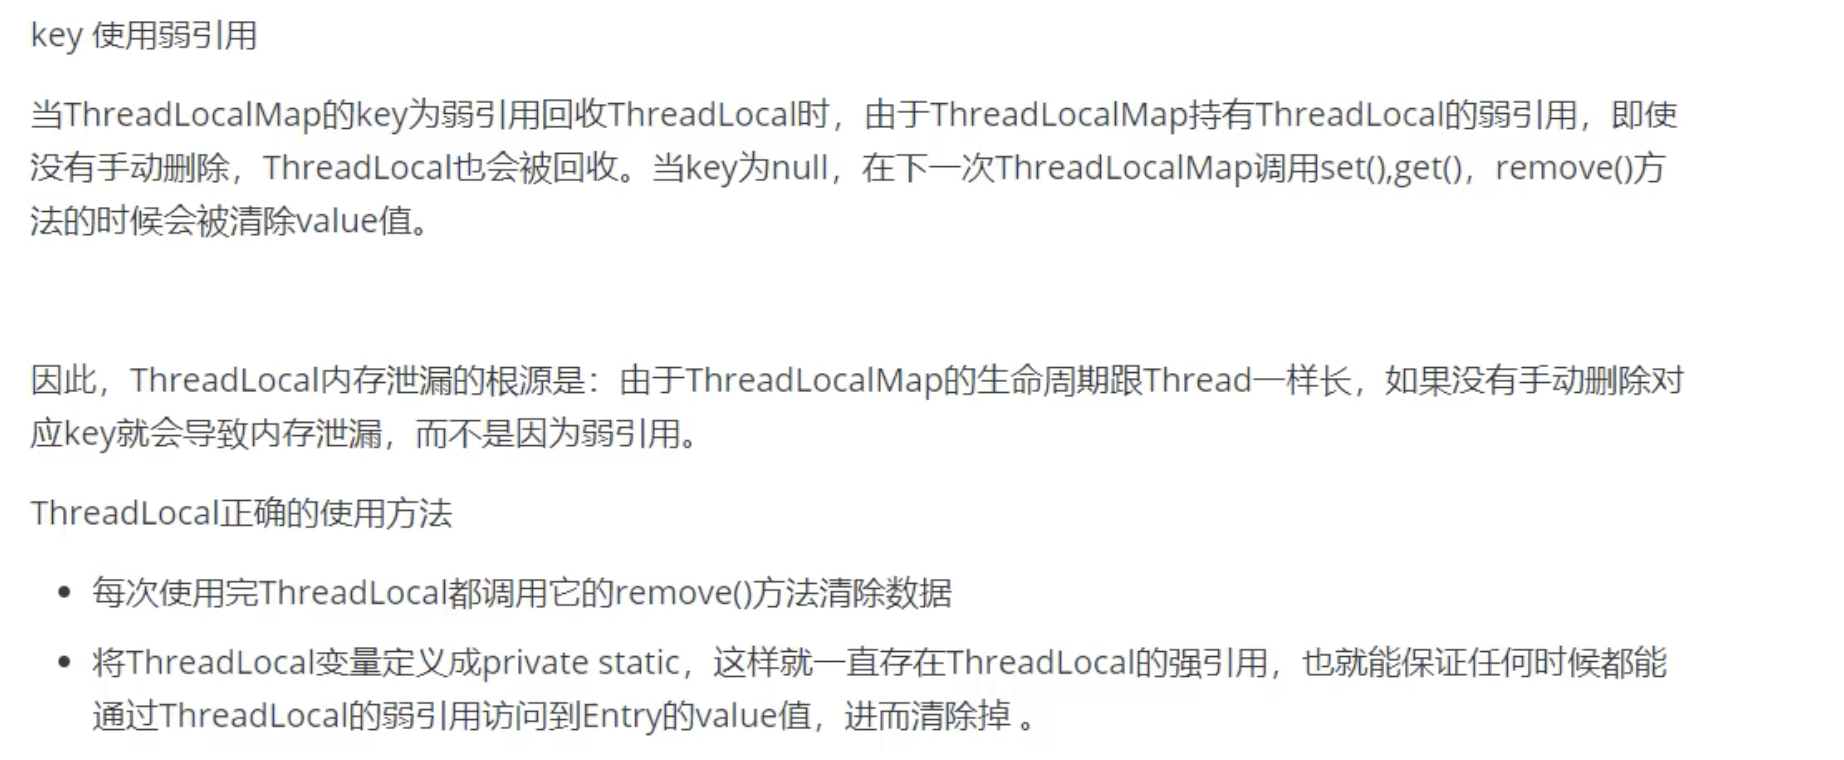 key 使用弱引用
当ThreadLocalMap的key为弱引用回收ThreadLocal时，由于ThreadLocalMap持有ThreadLocal的弱引用，即使
没有手动删除，ThreadLocal也会被回收。当key为null，在下一次ThreadLocalMap调用set(),get()，remove()方
法的时候会被清除value值。
因此，ThreadLocal内存泄漏的根源是：由于ThreadLocalMap的生命周期跟Thread一样长，如果没有手动删除对
应key就会导致内存泄漏，而不是因为弱引用。
ThreadLocal正确的使用方法
• 每次使用完ThreadLocal都调用它的remove()方法清除数据
• 将ThreadLocal变量定义成private static，这样就一直存在ThreadLocal的强引用，也就能保证任何时候都能
通过ThreadLocal的弱引用访问到Entry的value值，进而清除掉 。